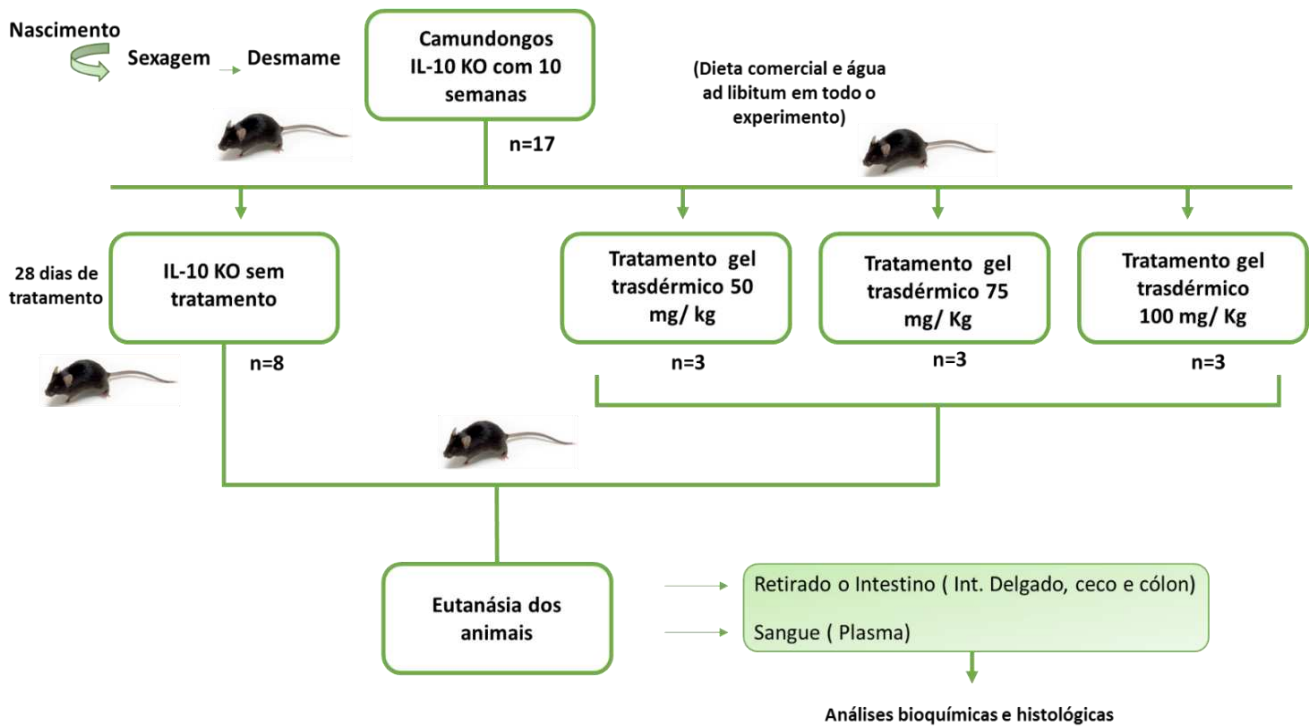 Nascimento
Sexagem
Desmame
Camundongos
IL-10 KO com 10
semanas
n=17
(Dieta comercial e água
ad libitum em todo o
experimento)
28 dias de
tratamento
IL-10 KO sem
tratamento
n=8
Tratamento gel
trasdérmico 50
mg/ kg
n=3
Tratamento gel
trasdérmico 75
mg/ Kg
n=3
Tratamento gel
trasdérmico
100 mg/ Kg
n=3
Eutanásia dos
animais
Retirado o Intestino ( Int. Delgado, ceco e cólon)
Sangue ( Plasma)
Análises bioquímicas e histológicas